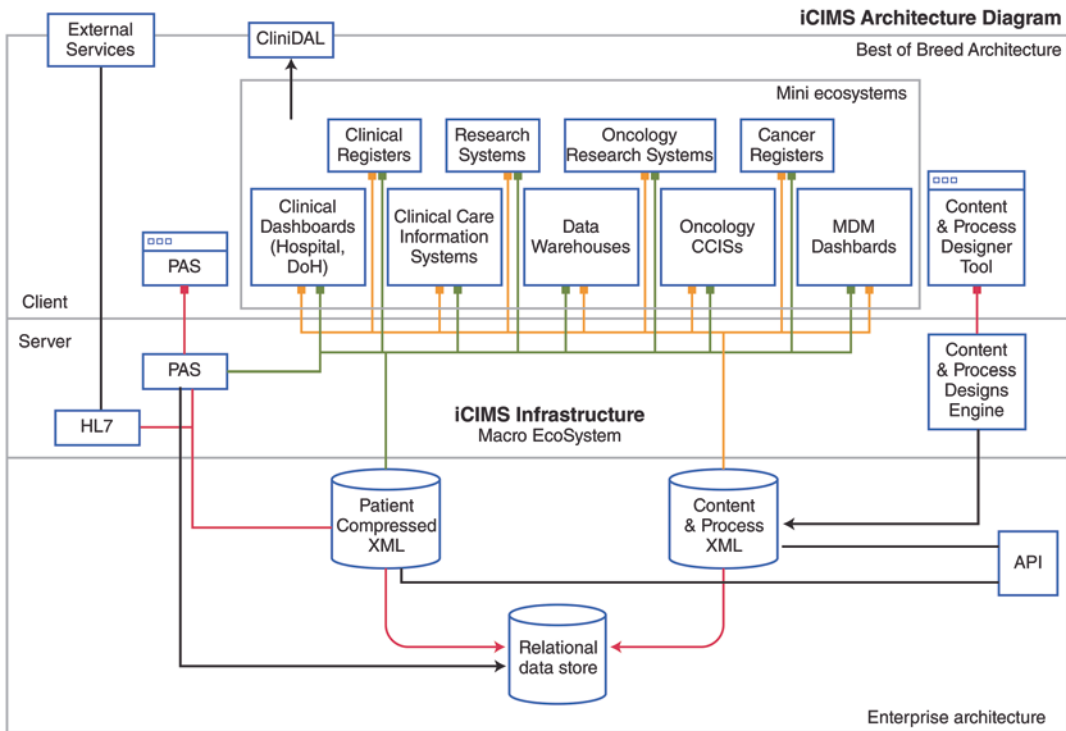 iCIMS Architecture Diagram
External
Services
CliniDAL
Best of Breed Architecture
Mini ecosystems
Clinical
Registers
Research
Systems
Oncology
Research Systems
Cancer
Registers
Clinical
Dashboards
(Hospital,
DoH)
Clinical Care
Information
Systems
Data
Warehouses
Oncology
CCISs
MDM
Dashbards
Content
& Process
Designer
Tool
PAS
Client
Server
PAS
Content
& Process
Designs
Engine
HL7
iCIMS Infrastructure
Macro EcoSystem
Patient
Compressed
XML
Content
& Process
XML
API
Relational
data store
Enterprise architecture